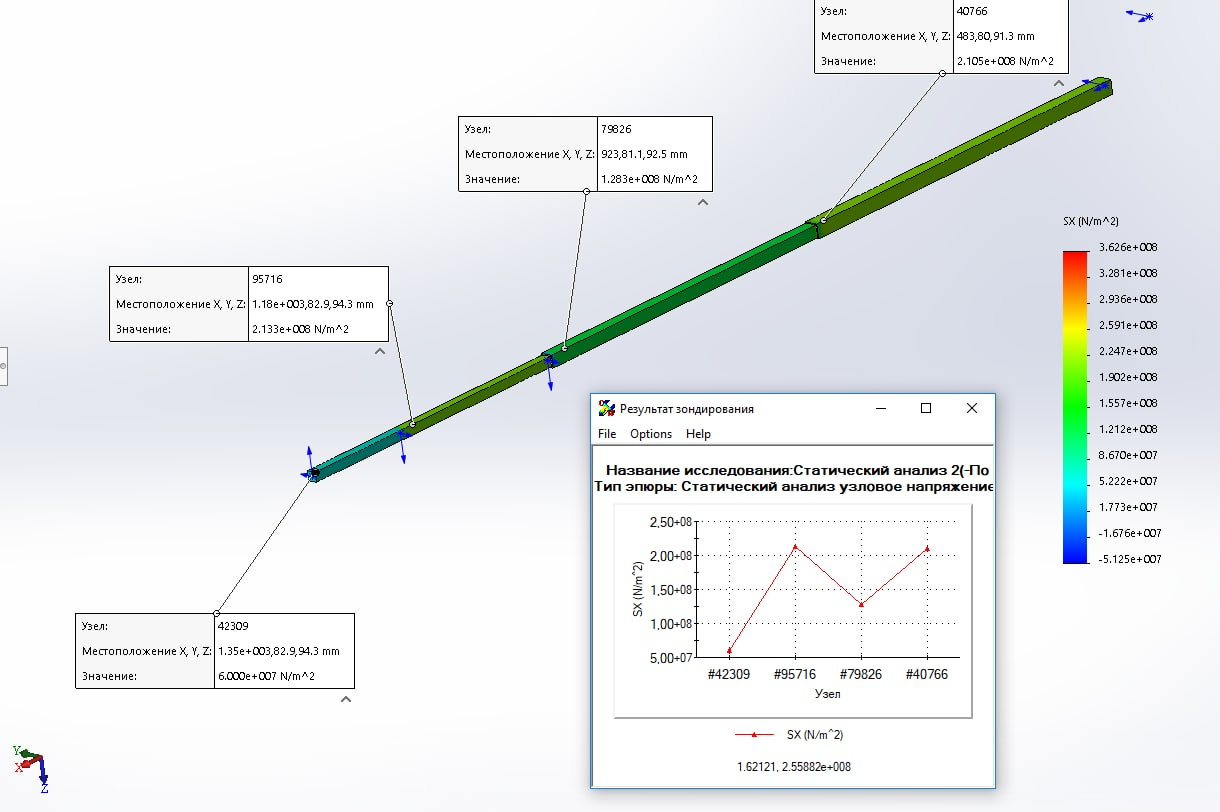 Узел: 40766
Местоположение X, Y, Z: 483,80,91.3 mm
Значение: 2.105e+008 N/m^2
Узел: 79826
Местоположение X, Y, Z: 923,81.1,92.5 mm
Значение: 1.283e+008 N/m^2
Узел: 95716
Местоположение X, Y, Z: 1.18e+003,82.9,94.3 mm
Значение: 2.133e+008 N/m^2
Узел: 42309
Местоположение X, Y, Z: 1.35e+003,82.9,94.3 mm
Значение: 6.000e+007 N/m^2
SX (N/m^2)
3.626e+008
3.281e+008
2.936e+008
2.591e+008
2.247e+008
1.902e+008
1.557e+008
1.212e+008
8.670e+007
5.222e+007
1.773e+007
-1.676e+007
-5.125e+007
Результат зондирования
File Options Help
Название исследования:Статический анализ 2(-По
Тип эпюры: Статический анализ узловое напряжение
2,50+08
2,00+08
1,50+08
1,00+08
5,00+07
SX (N/m^2)
#42309 #95716 #79826 #40766
Узел
SX (N/m^2)
1.62121, 2.55882e+008
Y
X
Z